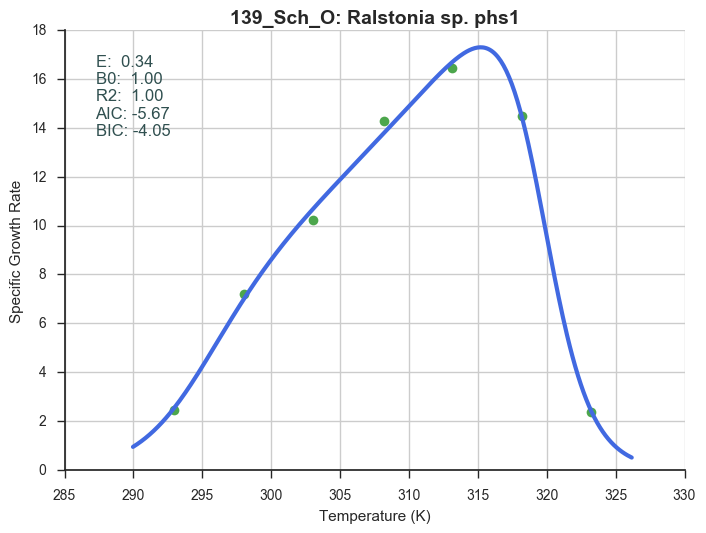 139_Sch_O: Ralstonia sp. phs1
E:  0.34
B0:  1.00
R2:  1.00
AIC: -5.67
BIC: -4.05
Specific Growth Rate
18
16
14
12
10
8
6
4
2
0
285 290 295 300 305 310 315 320 325 330
Temperature (K)